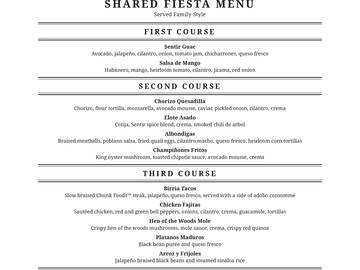 SHARED FIESTA MENU
Served Family-Style
FIRST COURSE
Sentir Guac
Avocado, jalapeño, cilantro, onion, tomato jam, chicharrones, queso fresco
Salsa de Mango
Habanero, mango, heirloom tomato, cilantro, jicama, red onion
SECOND COURSE
Chorizo Quesadilla
Chorizo, flour tortilla, mozzarella, avocado mousse, caviar, pickled onion, cilantro, crema
Elote Asado
Cotija, Sentir spice blend, crema, smoked chili de arbol
Albondigas
Braised meatballs, poblano salsa, fried quail eggs, cilantro macho, queso fresco, heirloom corn tortillas
Champiñones Fritos
King oyster mushroom, toasted chipotle sauce, avocado mousse, crema
THIRD COURSE
Birria Tacos
Slow braised Chunk Foods™ steak, jalapeño, queso fresco, served with a side of adobo consommé
Chicken Fajitas
Sautéed chicken, red and green bell peppers, onions, cilantro, crema, guacamole, tortillas
Hen of the Woods Mole
Crispy hen of the woods mushrooms, mole sauce, crema, crispy red quinoa
Platanos Maduros
Black bean purée and queso fresco
Arroz y Frijoles
Jalapeño braised black beans and steamed sinaloa rice